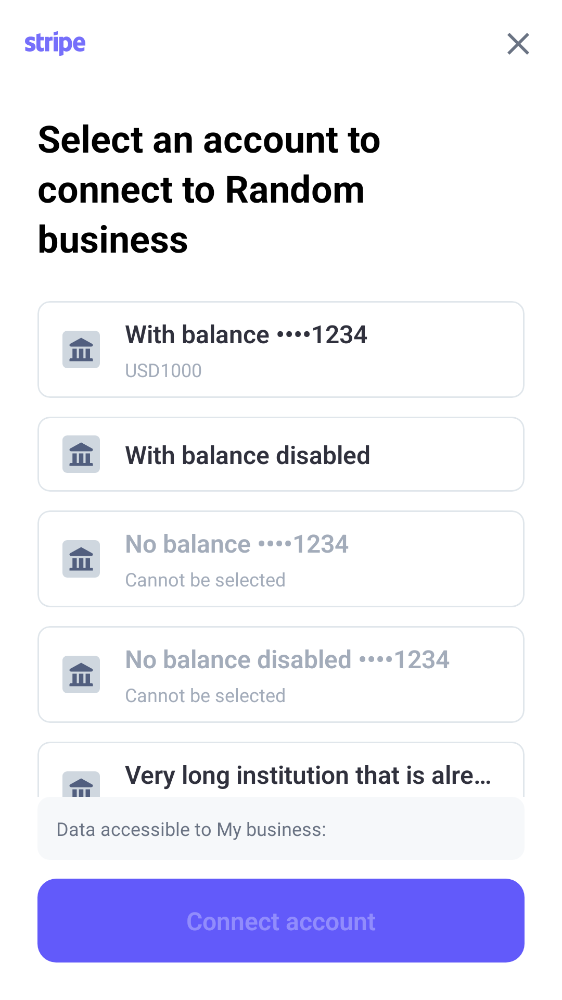 stripe
Select an account to
connect to Random
business
With balance ••••1234
USD1000
With balance disabled
No balance ••••1234
Cannot be selected
No balance disabled ••••1234
Cannot be selected
Very long institution that is alre...
Data accessible to My business:
Connect account